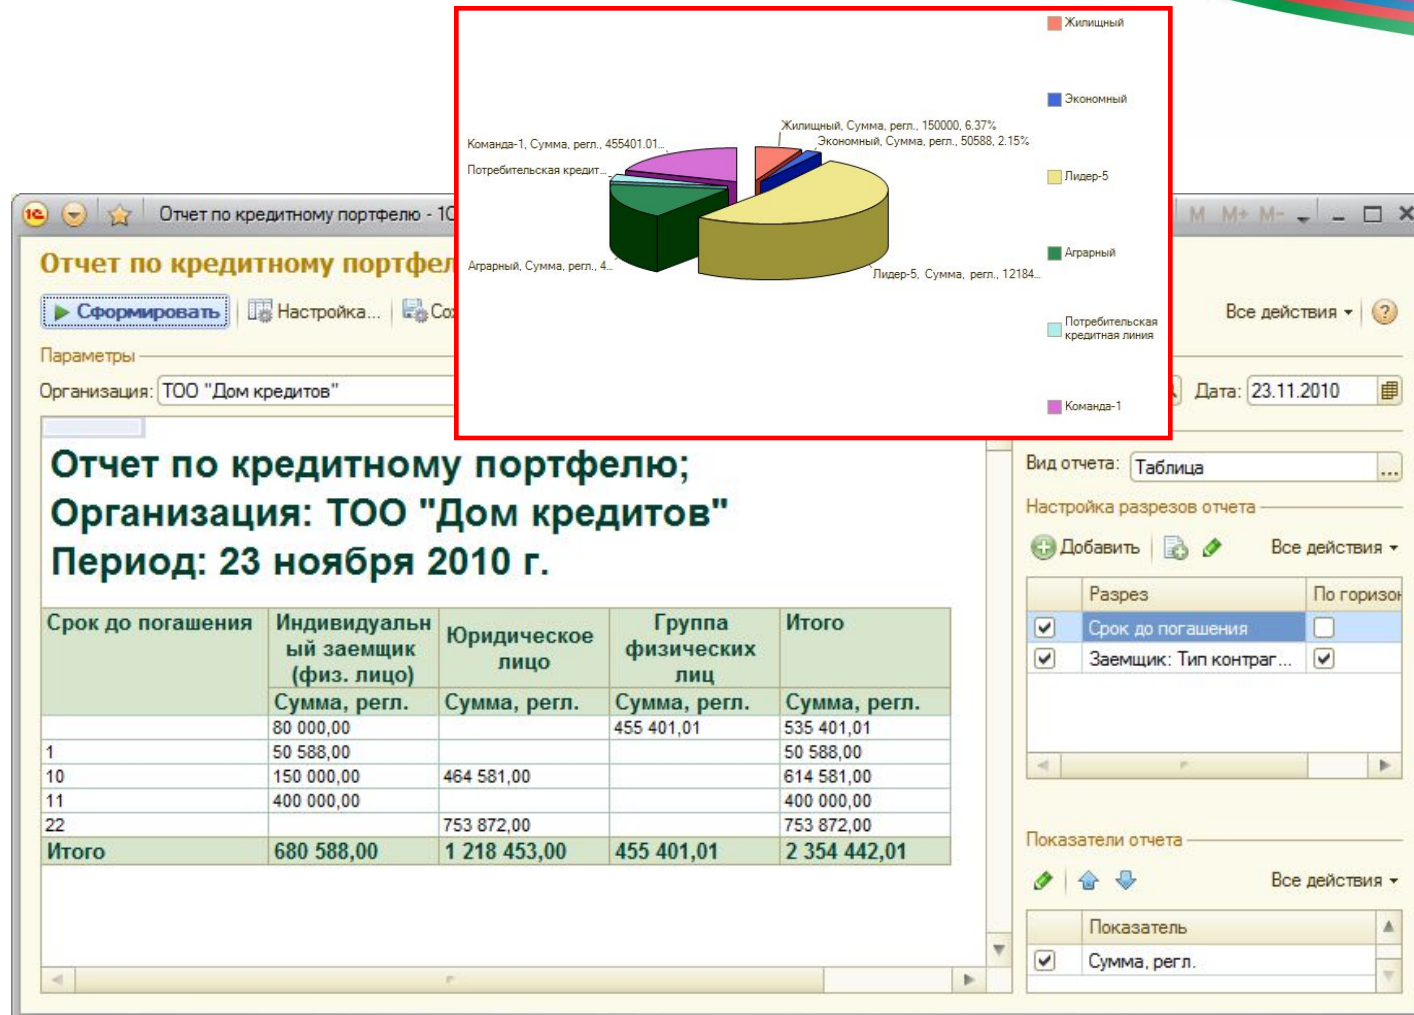 Жилищный
Экономный
Лидер-5
Аграрный
Потребительская
кредитная линия
Команда-1
Жилищный, Сумма, регл., 150000, 6.37%
Экономный, Сумма, регл., 50588, 2.15%
Команда-1, Сумма, регл., 455401.01...
Потребительская кредит...
Аграрный, Сумма, регл., 4...
Лидер-5, Сумма, регл., 12184...
Отчет по кредитному портфелю - 1С
M M+ M-
Отчет по кредитному портфел
Сформировать Настройка... Сох
Все действия
Параметры
Организация: ТОО "Дом кредитов"
Дата: 23.11.2010
Отчет по кредитному портфелю;
Организация: ТОО "Дом кредитов"
Период: 23 ноября 2010 г.
Срок до погашения Индивидуальн Юридическое Группа Итого
ый заемщик лицо физических
(физ. лицо) лиц
Сумма, регл. Сумма, регл. Сумма, регл. Сумма, регл.
80 000,00 455 401,01 535 401,01
1 50 588,00 50 588,00
10 150 000,00 464 581,00 614 581,00
11 400 000,00 400 000,00
22 753 872,00 753 872,00
Итого 680 588,00 1 218 453,00 455 401,01 2 354 442,01
Вид отчета: Таблица ...
Настройка разрезов отчета
Добавить Все действия
Разрез По горизон
Срок до погашения
Заемщик: Тип контраг...
Показатели отчета
Все действия
Показатель
Сумма, регл.